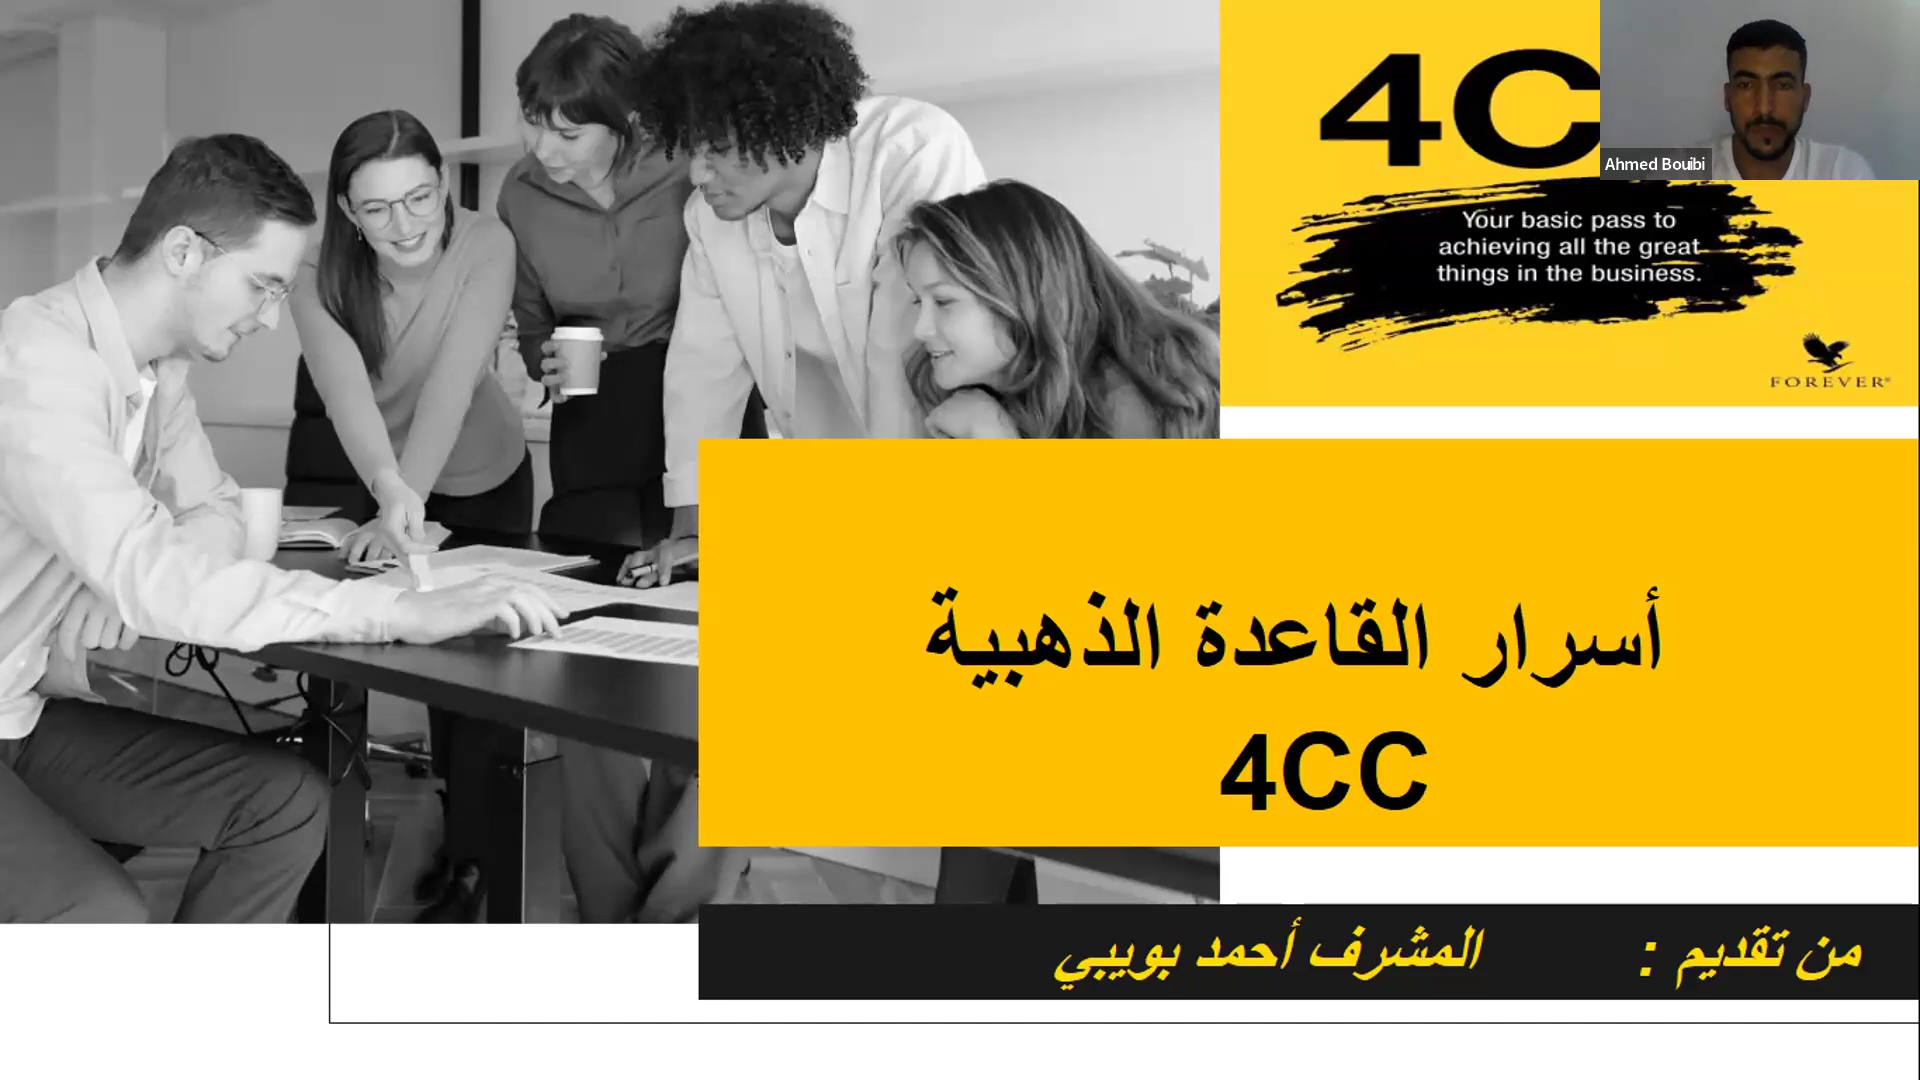 4C
Ahmed Bouibi
Your basic pass to
achieving all the great
things in the business.
FOREVER®
أسرار القاعدة الذهبية
4CC
من تقديم : المشرف أحمد بويبي